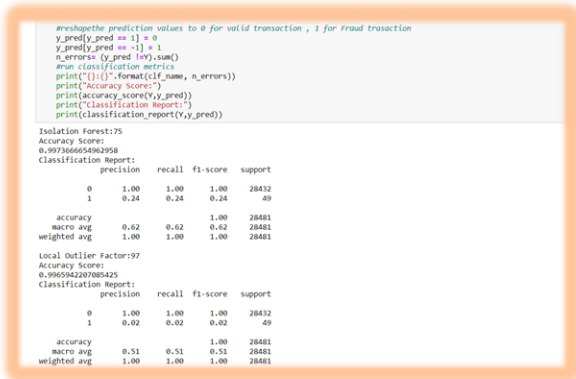 #reshapethe prediction values to 0 for valid transaction , 1 for Fraud trasaction
y_pred[y_pred == 1] = 0
y_pred[y_pred == -1] = 1
n_errors= (y_pred !=Y).sum()
#run classification metrics
print("{}:{}".format(clf_name, n_errors))
print("Accuracy Score:")
print(accuracy_score(Y,y_pred))
print("Classification Report:")
print(classification_report(Y,y_pred))
Isolation Forest:75
Accuracy Score:
0.9973666654962958
Classification Report:
precision recall f1-score support
0 1.00 1.00 1.00 28432
1 0.24 0.24 0.24 49
accuracy 1.00 28481
macro avg 0.62 0.62 0.62 28481
weighted avg 1.00 1.00 1.00 28481
Local Outlier Factor:97
Accuracy Score:
0.9965942207085425
Classification Report:
precision recall f1-score support
0 1.00 1.00 1.00 28432
1 0.02 0.02 0.02 49
accuracy 1.00 28481
macro avg 0.51 0.51 0.51 28481
weighted avg 1.00 1.00 1.00 28481